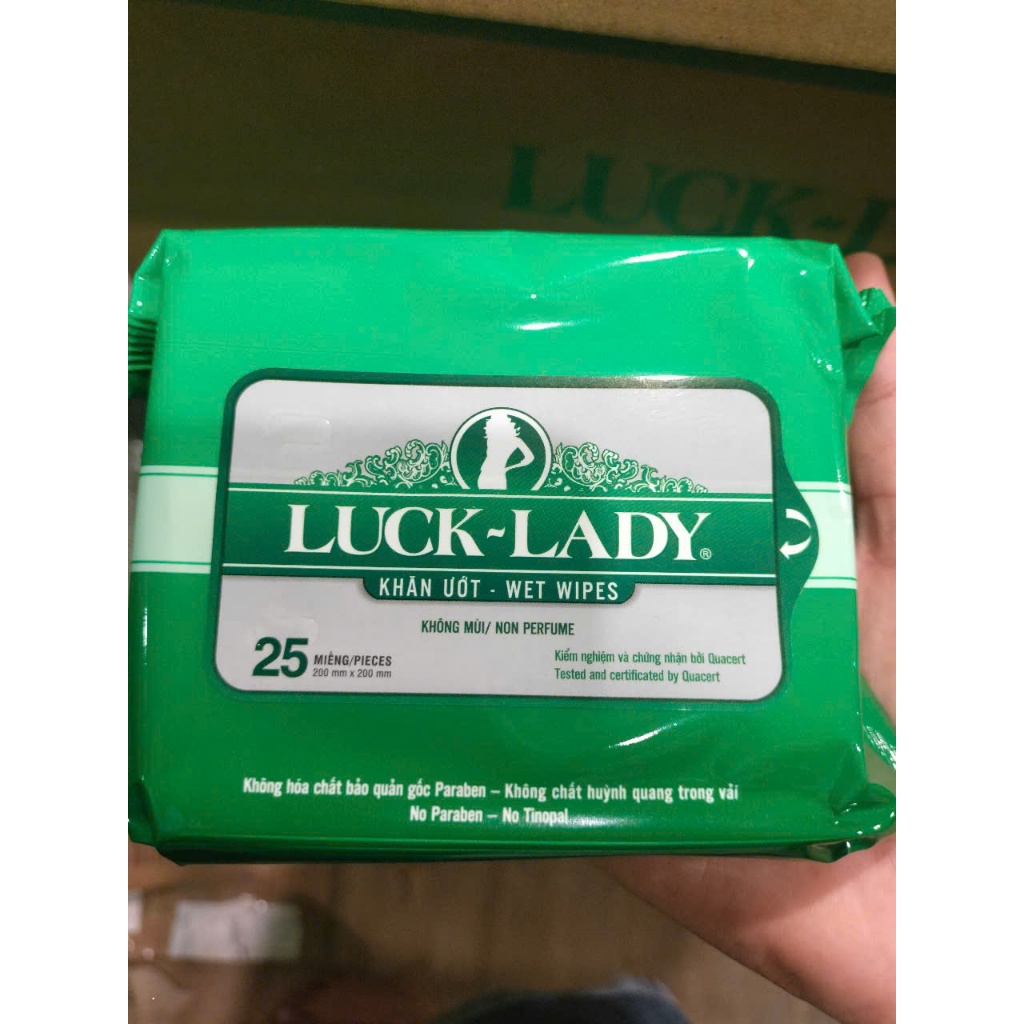 LUCK~L
LUCK~LADY®
KHĂN ƯỚT - WET WIPES
KHÔNG MÙI/ NON PERFUME
25 MIẾNG/PIECES
200 mm x 200 mm
Kiểm nghiệm và chứng nhận bởi Quacert
Tested and certificated by Quacert
Không hóa chất bảo quản gốc Paraben – Không chất huỳnh quang trong vải
No Paraben – No Tinopal